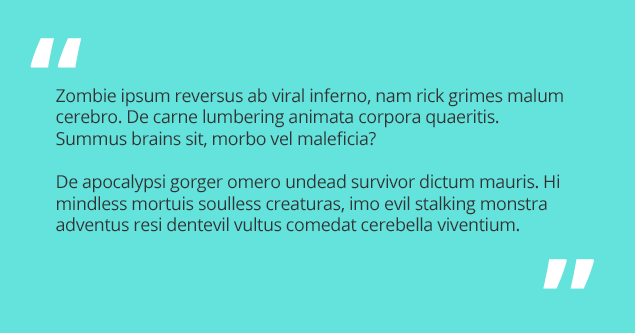 Zombie ipsum reversus ab viral inferno, nam rick grimes malum
cerebro. De carne lumbering animata corpora quaeritis.
Summus brains sit, morbo vel maleficia?
De apocalypsi gorger omero undead survivor dictum mauris. Hi
mindless mortuis soulless creaturas, imo evil stalking monstra
adventus resi dentevil vultus comedat cerebella viventium.